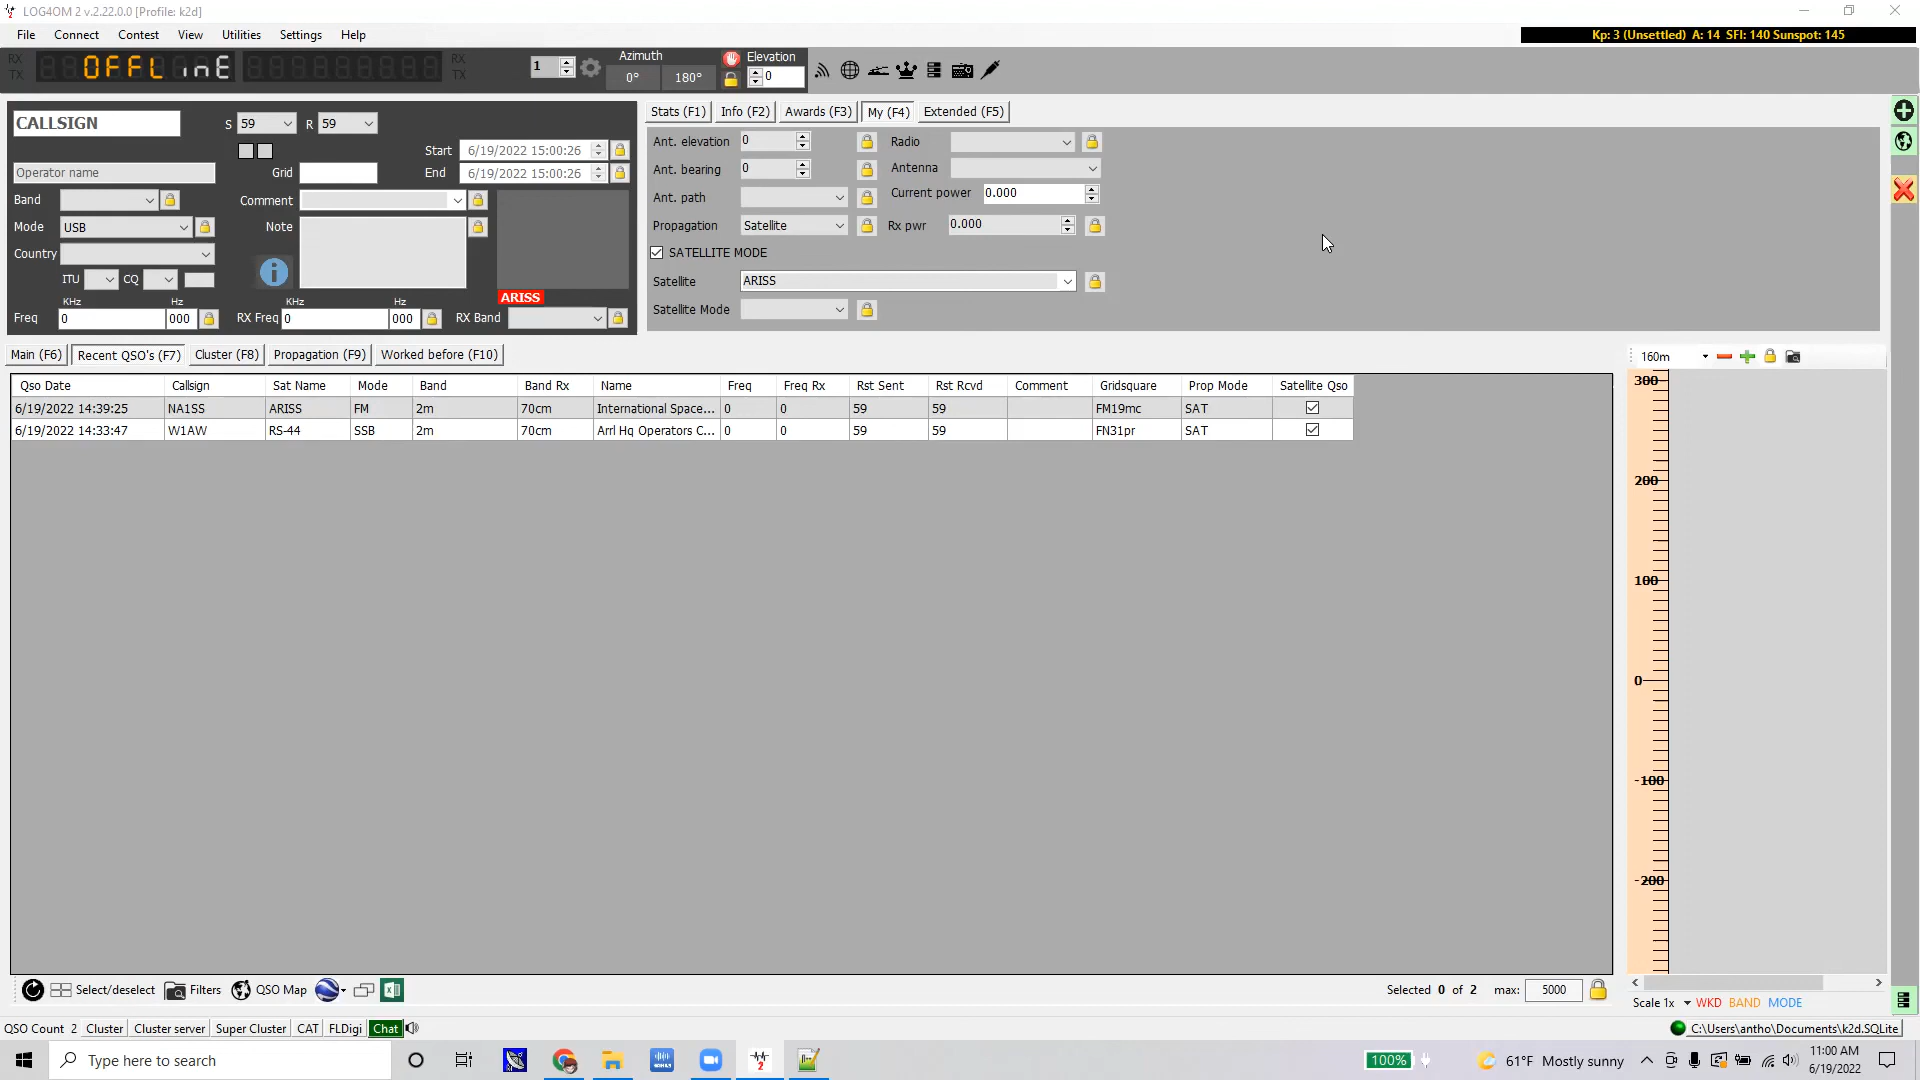 LOG4OM 2 v.2.22.0.0 [Profile: k2d]
File Connect Contest View Utilities Settings Help
Kp: 3 (Unsettled) A: 14 SFI: 140 Sunspot: 145
RX TX OFFLinE RX TX
1
Azimuth
0° 180°
Elevation
0
CALLSIGN
S 59 R 59
Operator name
Start 6/19/2022 15:00:26
Grid
End 6/19/2022 15:00:26
Band
Comment
Mode USB
Note
Country
ITU CQ
ARISS
KHz Hz KHz Hz
Freq 0 000 RX Freq 0 000 RX Band
Stats (F1) Info (F2) Awards (F3) My (F4) Extended (F5)
Ant. elevation 0 Radio
Ant. bearing 0 Antenna
Ant. path Current power 0.000
Propagation Satellite Rx pwr 0.000
SATELLITE MODE
Satellite ARISS
Satellite Mode
Main (F6) Recent QSO's (F7) Cluster (F8) Propagation (F9) Worked before (F10)
Qso Date Callsign Sat Name Mode Band Band Rx Name Freq Freq Rx Rst Sent Rst Rcvd Comment Gridsquare Prop Mode Satellite Qso
6/19/2022 14:39:25 NA1SS ARISS FM 2m 70cm International Space... 0 0 59 59 FM19mc SAT
6/19/2022 14:33:47 W1AW RS-44 SSB 2m 70cm Arrl Hq Operators C... 0 0 59 59 FN31pr SAT
160m
300
200
100
0
-100
-200
Select/deselect Filters QSO Map
Selected 0 of 2 max: 5000
Scale 1x WKD BAND MODE
QSO Count 2 Cluster Cluster server Super Cluster CAT FLDigi Chat
C:\Users\antho\Documents\k2d.SQLite
Type here to search
2
100%
61°F Mostly sunny
11:00 AM
6/19/2022